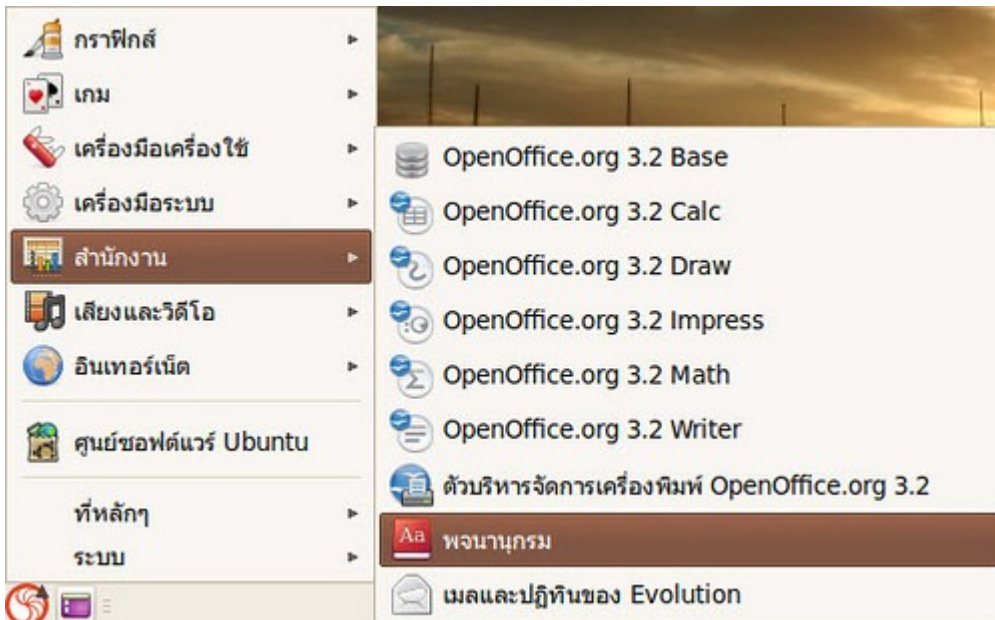 กราฟิกส์
เกม
เครื่องมือเครื่องใช้
เครื่องมือระบบ
สำนักงาน
เสียงและวิดีโอ
อินเทอร์เน็ต
ศูนย์ซอฟต์แวร์ Ubuntu
ที่หลักๆ
ระบบ
OpenOffice.org 3.2 Base
OpenOffice.org 3.2 Calc
OpenOffice.org 3.2 Draw
OpenOffice.org 3.2 Impress
OpenOffice.org 3.2 Math
OpenOffice.org 3.2 Writer
ตัวบริหารจัดการเครื่องพิมพ์ OpenOffice.org 3.2
Aa พจนานุกรม
เมลและปฏิทินของ Evolution